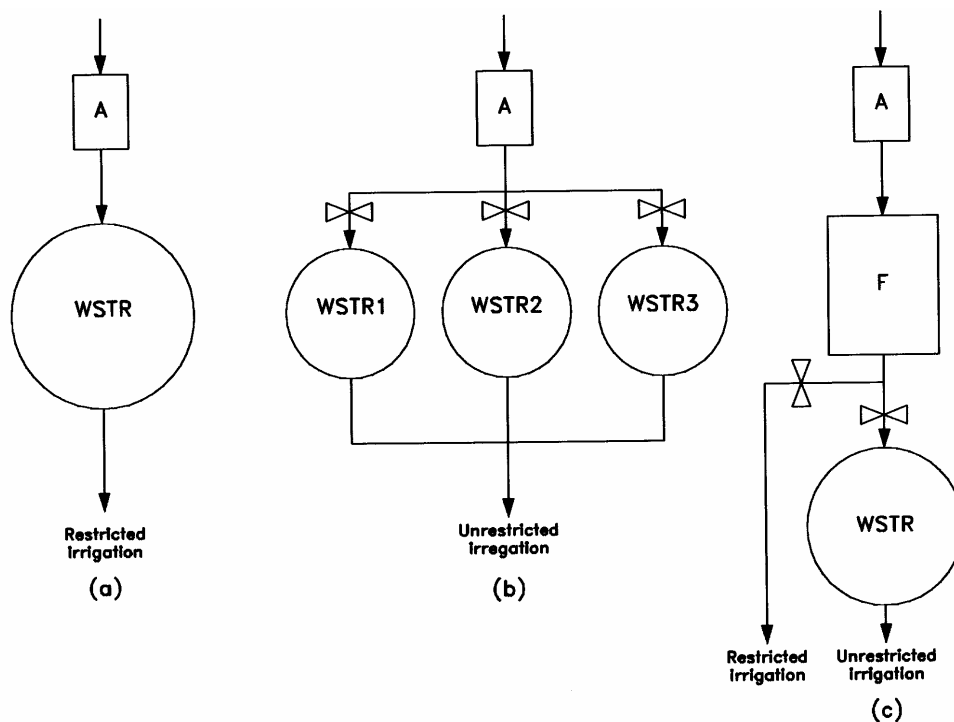 A
WSTR
Restricted
irrigation
(a)
A
WSTR1
WSTR2
WSTR3
Unrestricted
irregation
(b)
A
F
WSTR
Restricted
irrigation
Unrestricted
irrigation
(c)